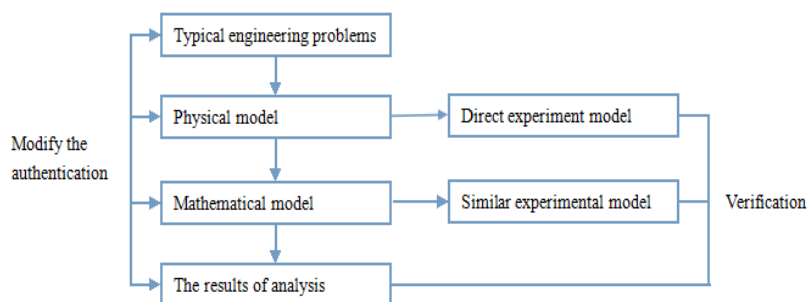 Typical engineering problems
Physical model
Direct experiment model
Modify the
authentication
Mathematical model
Similar experimental model
Verification
The results of analysis